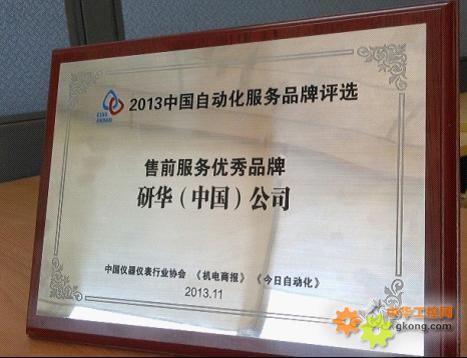 2013中国自动化服务品牌评选
售前服务优秀品牌
研华（中国）公司
中国仪器仪表行业协会 《机电商报》 《今日自动化》
2013.11
中华工控网
gkong.com